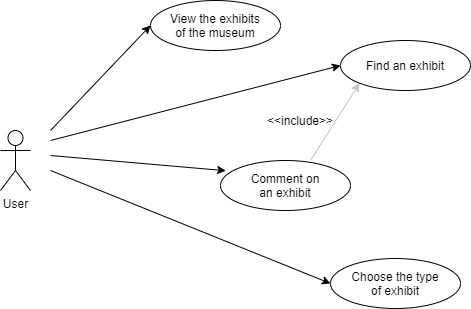 View the exhibits
of the museum
Find an exhibit
<<include>>
Comment on
an exhibit
User
Choose the type
of exhibit